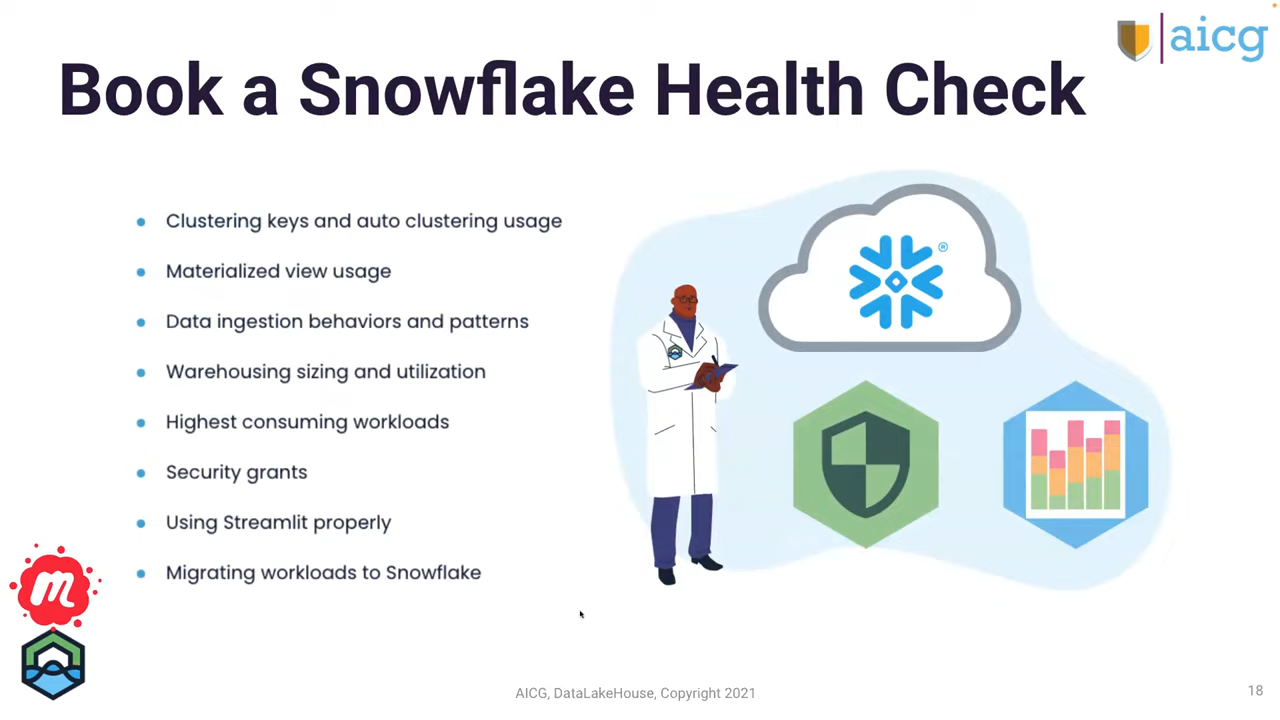 aicg
Book a Snowflake Health Check
Clustering keys and auto clustering usage
Materialized view usage
Data ingestion behaviors and patterns
Warehousing sizing and utilization
Highest consuming workloads
Security grants
Using Streamlit properly
Migrating workloads to Snowflake
®
m
AICG, DataLakeHouse, Copyright 2021
18